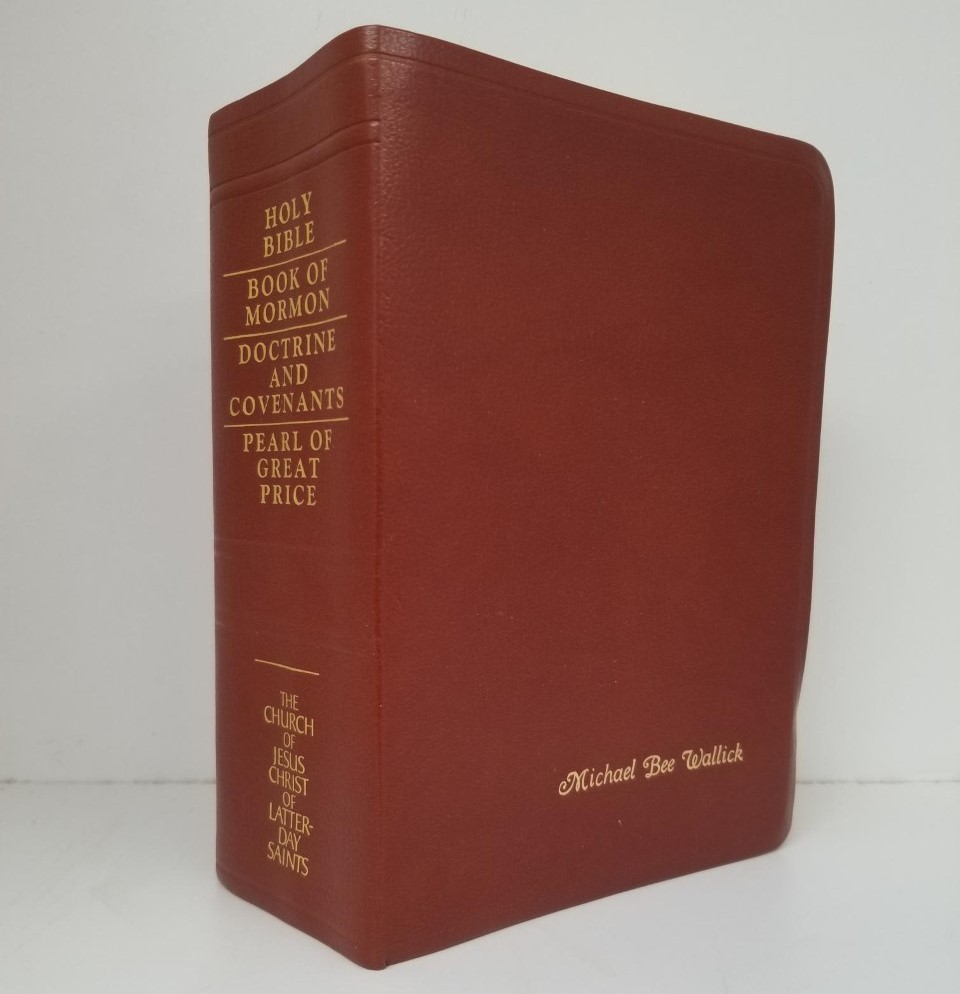 HOLY
BIBLE
BOOK OF
MORMON
DOCTRINE
AND
COVENANTS
PEARL OF
GREAT
PRICE
THE
CHURCH
OF
JESUS
CHRIST
OF
LATTER-
DAY
SAINTS
Michael Bee Wallick